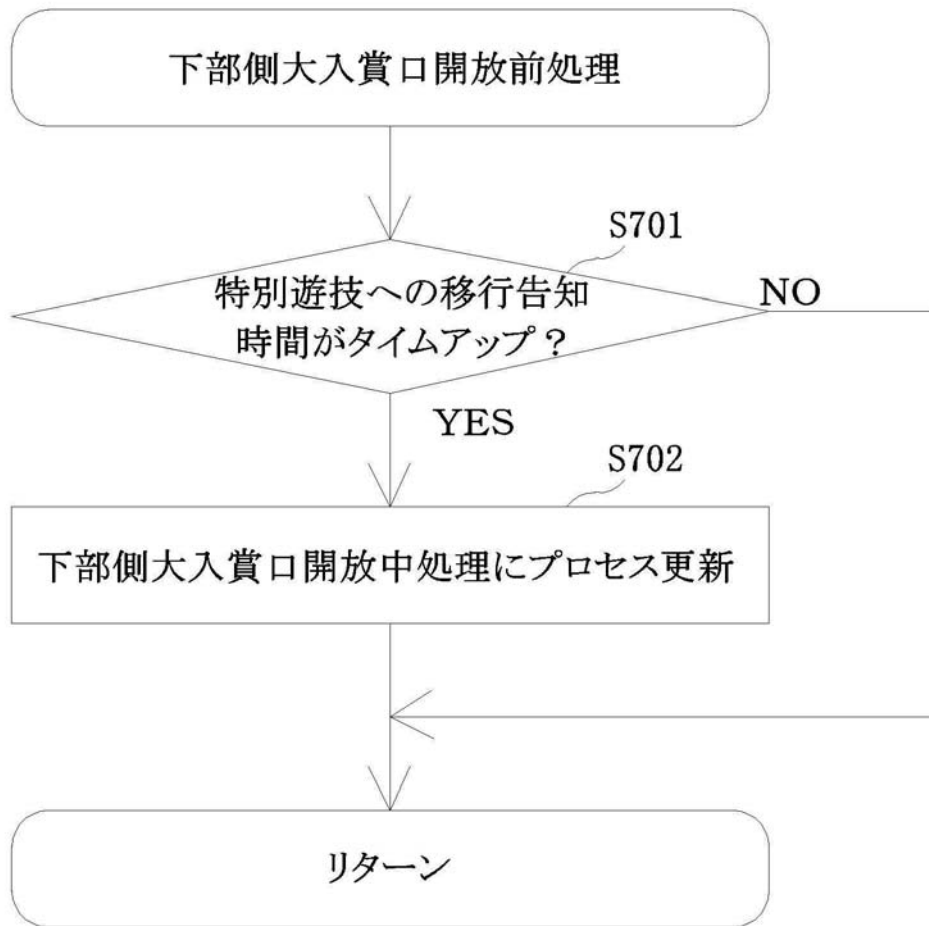 下部側大入賞口開放前処理
S701
特別遊技への移行告知
時間がタイムアップ？
NO
YES
S702
下部側大入賞口開放中処理にプロセス更新
リターン